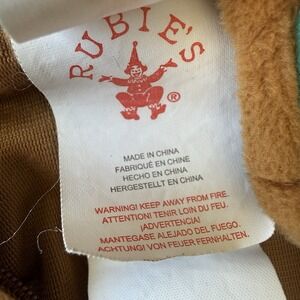 RUBIE'S
®
MADE IN CHINA
FABRIQUÉ EN CHINE
HECHO EN CHINA
HERGESTELLT EN CHINA
WARNING! KEEP AWAY FROM FIRE.
ATTENTION! TENIR LOIN DU FEU.
¡ADVERTENCIA!
MANTEGASE ALEJADO DEL FUEGO.
ACHTUNG! VON FEUER FERNHALTEN.